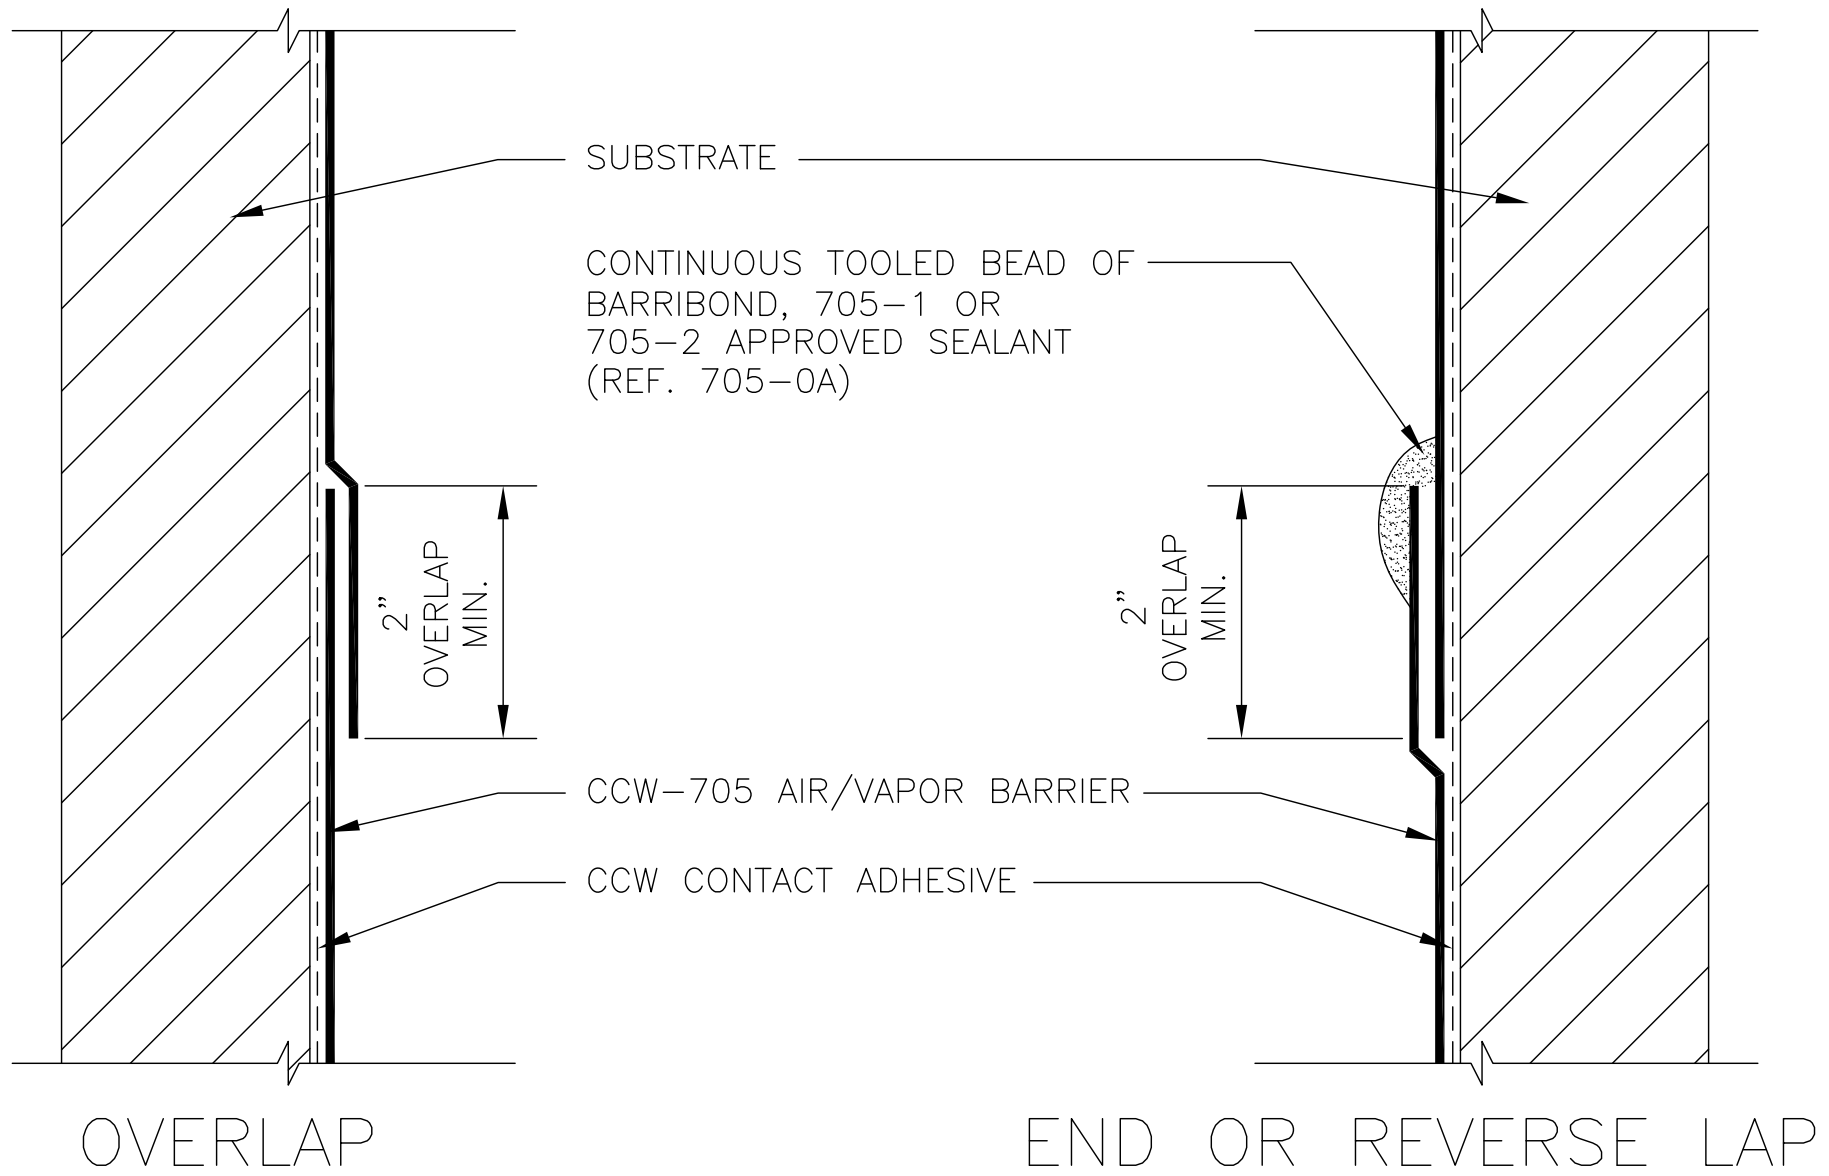 SUBSTRATE
CONTINUOUS TOOLED BEAD OF
BARRIBOND, 705-1 OR
705-2 APPROVED SEALANT
(REF. 705-0A)
2”
OVERLAP
MIN.
2”
OVERLAP
MIN.
CCW-705 AIR/VAPOR BARRIER
CCW CONTACT ADHESIVE
OVERLAP
END OR REVERSE LAP